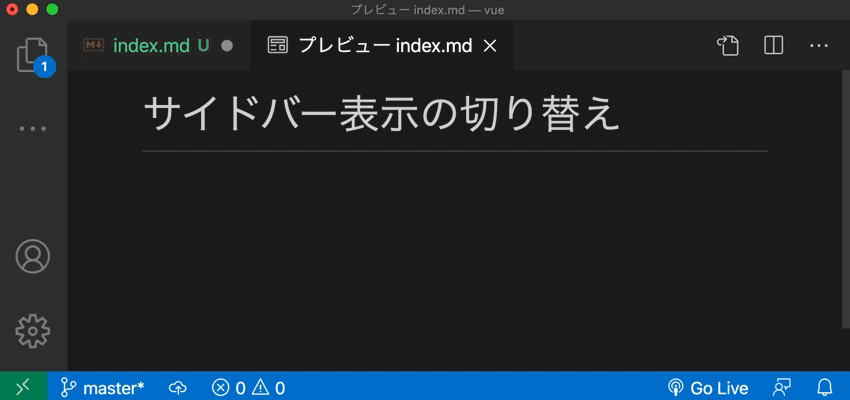 プレビュー index.md — vue
index.md U
プレビュー index.md
1
サイドバー表示の切り替え
master* 0 0 Go Live